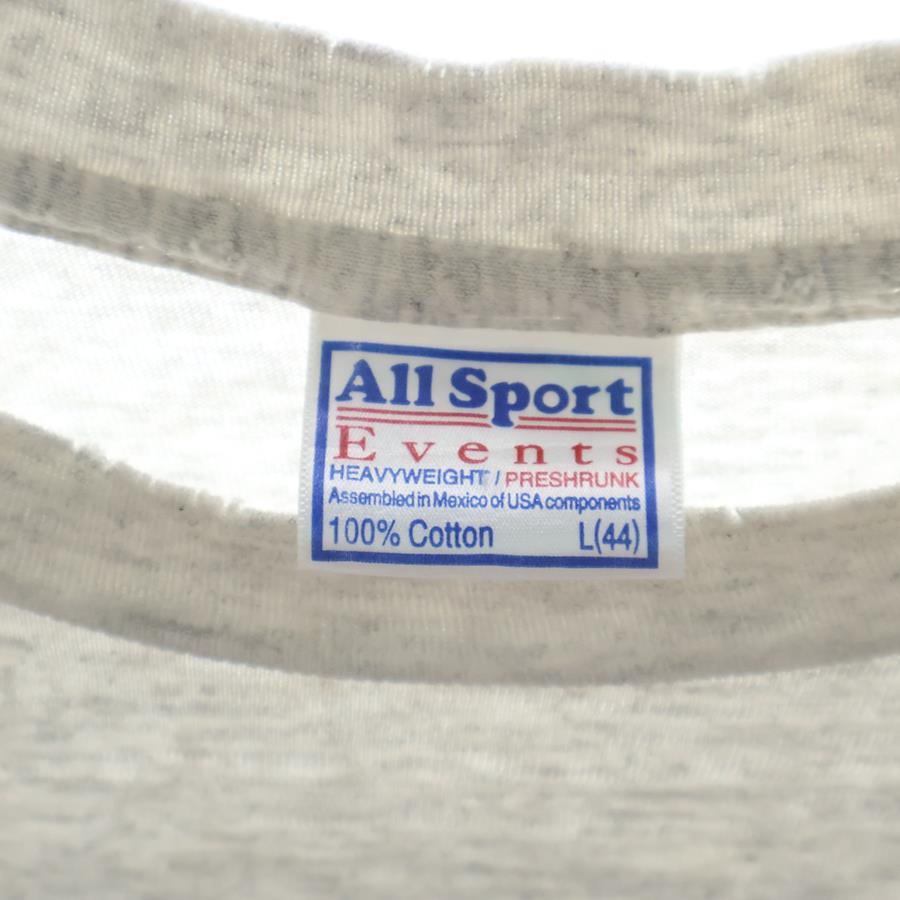 All Sport
Events
HEAVYWEIGHT / PRESHRUNK
Assembled in Mexico of USA components
100% Cotton L(44)